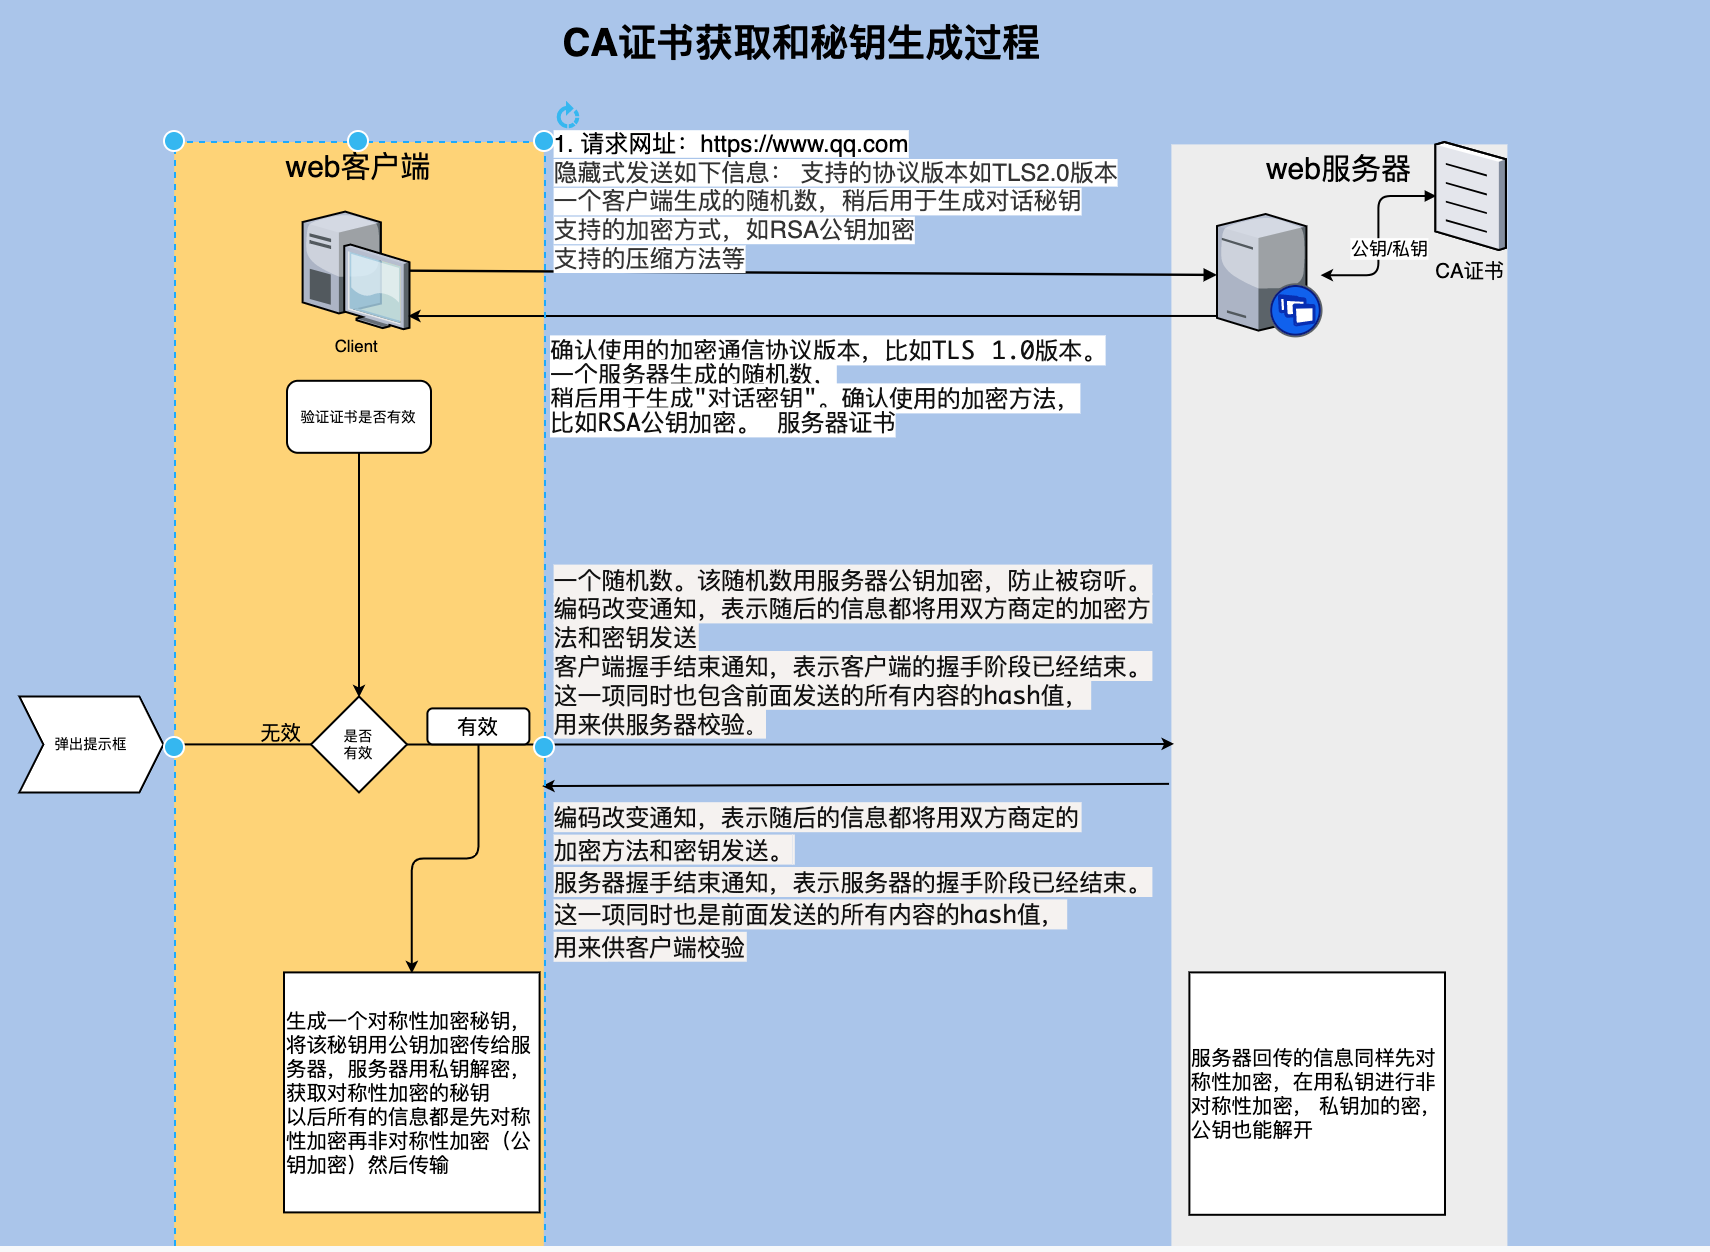 CA证书获取和秘钥生成过程
web客户端
1. 请求网址：https://www.qq.com
隐藏式发送如下信息： 支持的协议版本如TLS2.0版本
一个客户端生成的随机数，稍后用于生成对话秘钥
支持的加密方式，如RSA公钥加密
支持的压缩方法等
web服务器
公钥/私钥
CA证书
Client
确认使用的加密通信协议版本，比如TLS 1.0版本。
一个服务器生成的随机数，
稍后用于生成"对话密钥"。确认使用的加密方法，
比如RSA公钥加密。 服务器证书
验证证书是否有效
一个随机数。该随机数用服务器公钥加密，防止被窃听。
编码改变通知，表示随后的信息都将用双方商定的加密方
法和密钥发送
客户端握手结束通知，表示客户端的握手阶段已经结束。
这一项同时也包含前面发送的所有内容的hash值，
用来供服务器校验。
弹出提示框
无效
是否
有效
有效
编码改变通知，表示随后的信息都将用双方商定的
加密方法和密钥发送。
服务器握手结束通知，表示服务器的握手阶段已经结束。
这一项同时也是前面发送的所有内容的hash值，
用来供客户端校验
生成一个对称性加密秘钥，
将该秘钥用公钥加密传给服
务器，服务器用私钥解密，
获取对称性加密的秘钥
以后所有的信息都是先对称
性加密再非对称性加密（公
钥加密）然后传输
服务器回传的信息同样先对
称性加密，在用私钥进行非
对称性加密， 私钥加的密，
公钥也能解开